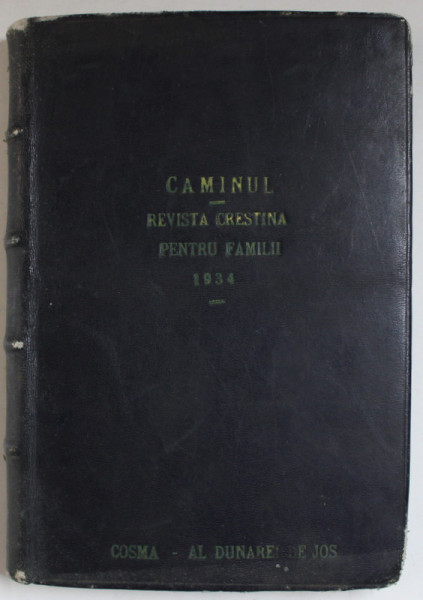 CAMINUL
REVISTA CRESTINA
PENTRU FAMILII
1934
COSMA - AL DUNAREI DE JOS